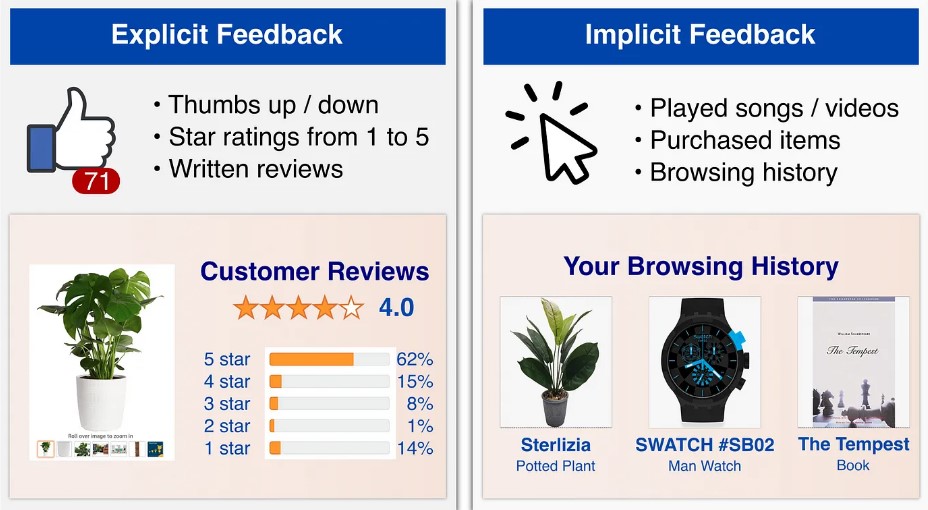 Explicit Feedback
71
• Thumbs up / down
• Star ratings from 1 to 5
• Written reviews
Customer Reviews
4.0
5 star 62%
4 star 15%
3 star 8%
2 star 1%
1 star 14%
Roll over image to zoom in
Implicit Feedback
• Played songs / videos
• Purchased items
• Browsing history
Your Browsing History
swatch
The Tempest
Sterlizia
Potted Plant
SWATCH #SB02
Man Watch
The Tempest
Book